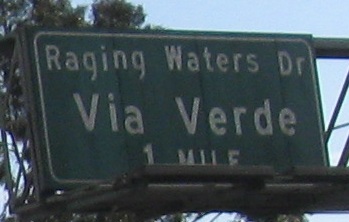 Raging Waters Dr
Via Verde
1 MILE